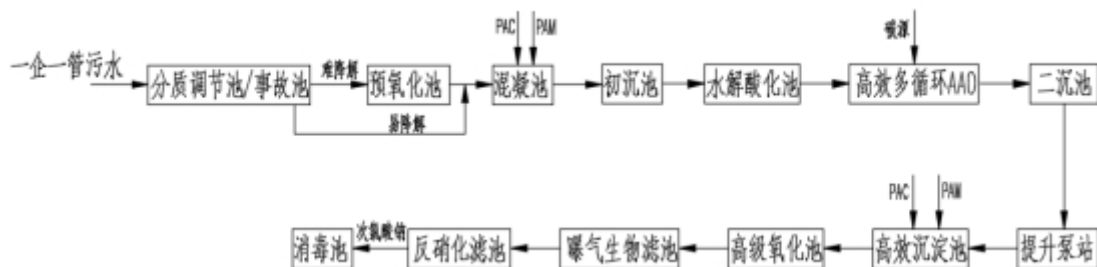 PAC PAM
碳源
一企一管污水
分质调节池/事故池
难降解
预氧化池
混凝池
初沉池
水解酸化池
高效多循环AAO
二沉池
易降解
PAC PAM
消毒池
次氯酸钠
反硝化滤池
曝气生物滤池
高级氧化池
高效沉淀池
提升泵站